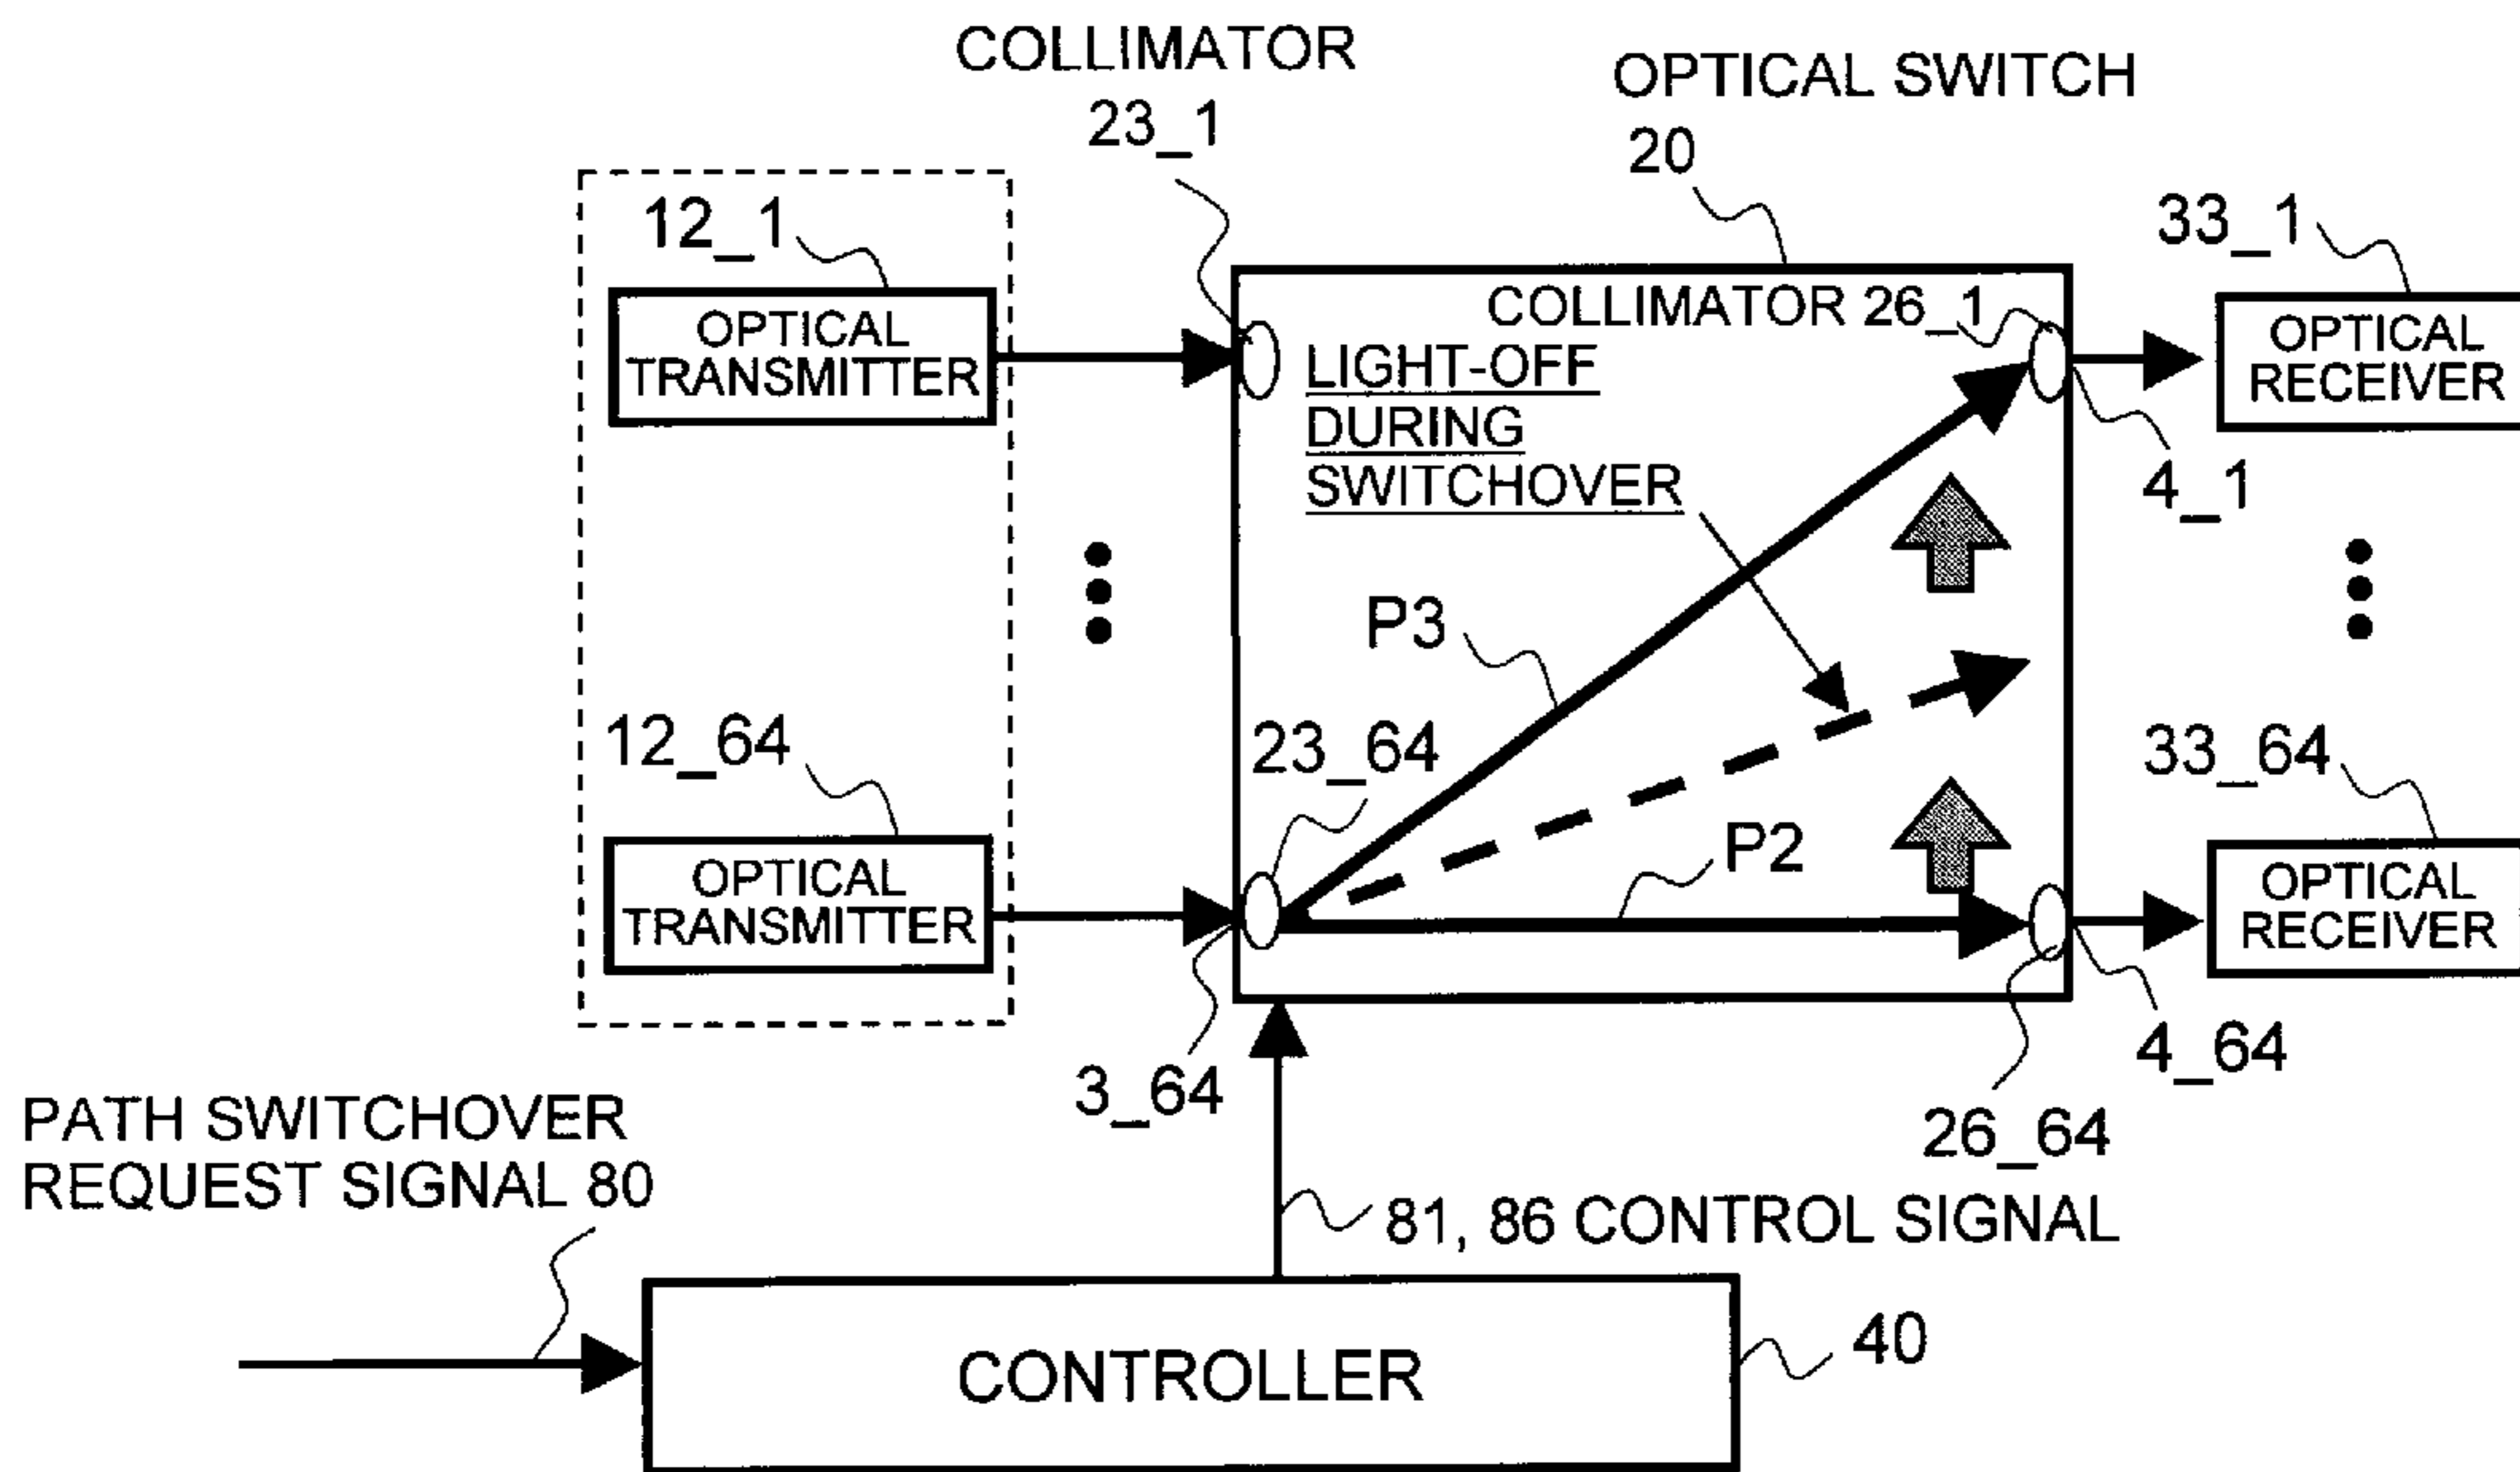 COLLIMATOR
23_1
OPTICAL SWITCH
20
12_1
33_1
OPTICAL
TRANSMITTER
COLLIMATOR 26_1
OPTICAL
RECEIVER
LIGHT-OFF
DURING
SWITCHOVER
4_1
P3
12_64
23_64
33_64
P2
OPTICAL
TRANSMITTER
OPTICAL
RECEIVER
3_64
4_64
26_64
PATH SWITCHOVER
REQUEST SIGNAL 80
81, 86 CONTROL SIGNAL
CONTROLLER
40